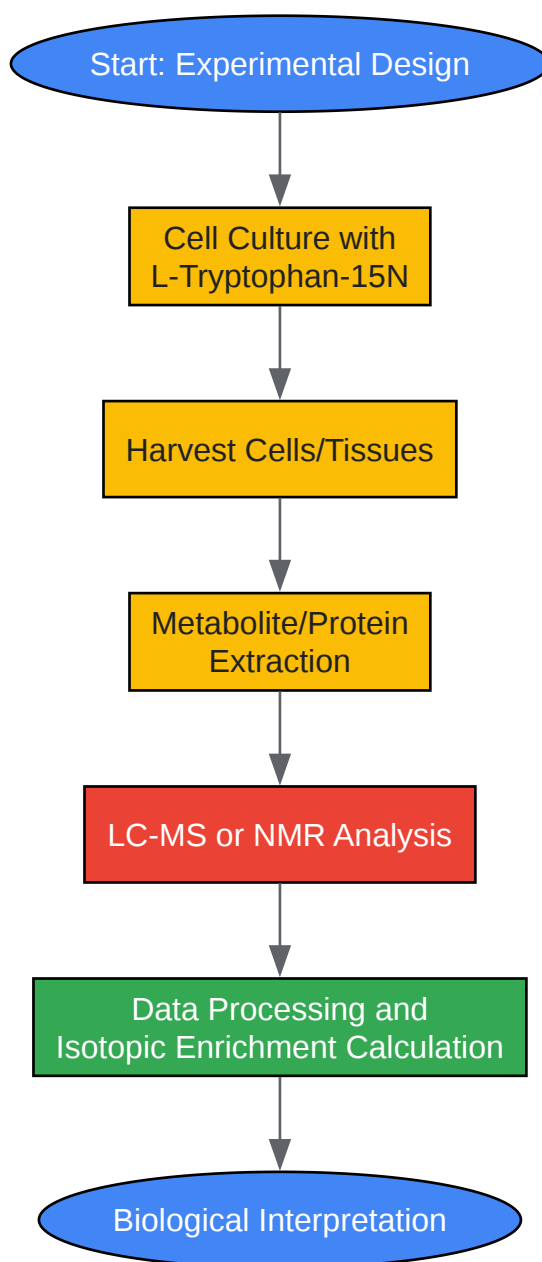 Start: Experimental Design
Cell Culture with
L-Tryptophan-15N
Harvest Cells/Tissues
Metabolite/Protein
Extraction
LC-MS or NMR Analysis
Data Processing and
Isotopic Enrichment Calculation
Biological Interpretation